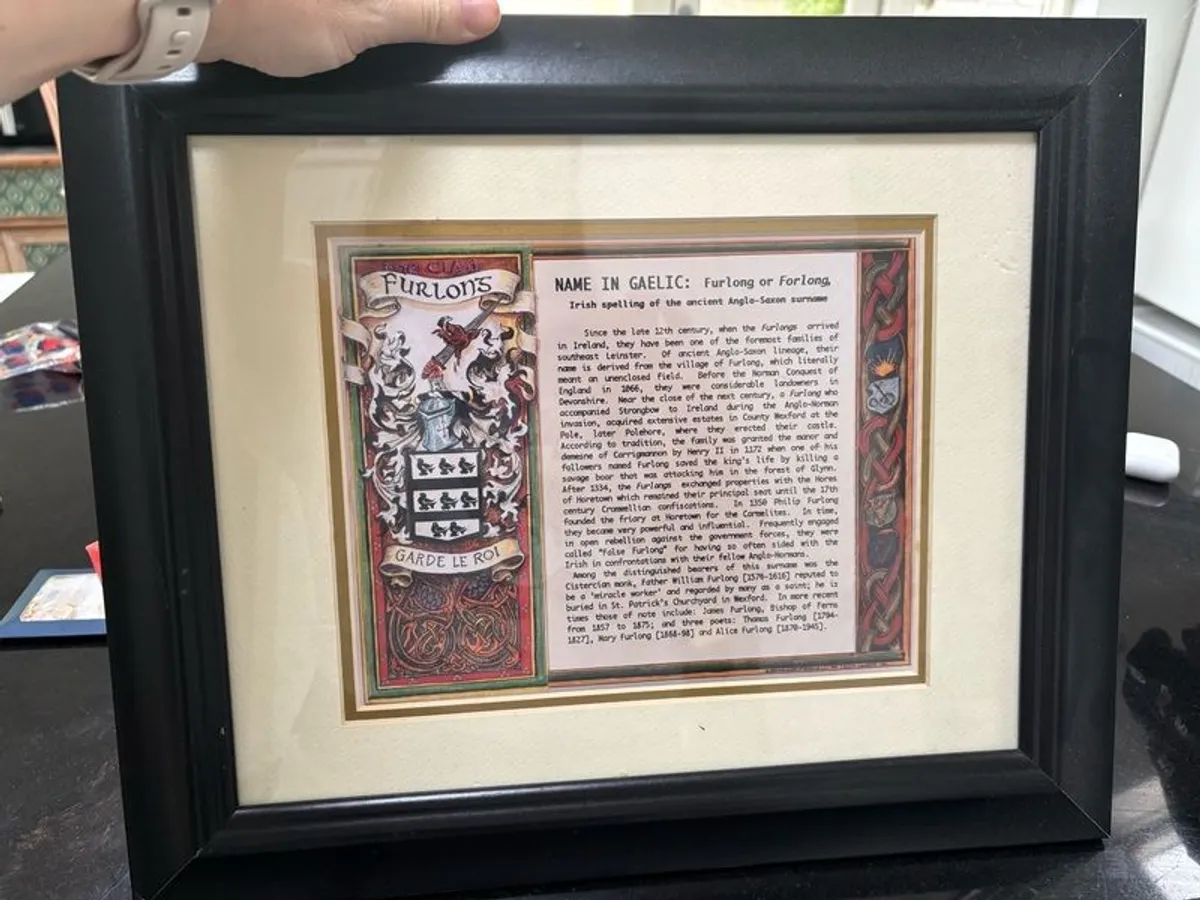 CLAN
FURLONG
GARDE LE ROI
NAME IN GAELIC: Furlong or Forlong,
Irish spelling of the ancient Anglo-Saxon surname
Since the late 12th century, when the Furlongs arrived
in Ireland, they have been one of the foremost families of
southeast Leinster. Of ancient Anglo-Saxon lineage, their
name is derived from the village of Furlong, which literally
meant an unenclosed field. Before the Norman Conquest of
England in 1066, they were considerable landowners in
Devonshire. Near the close of the next century, a Furlong who
accompanied Strongbow to Ireland during the Anglo-Norman
invasion, acquired extensive estates in County Wexford at the
Pole, later Polehore, where they erected their castle.
According to tradition, the family was granted the manor and
demesne of Carrigmannon by Henry II in 1172 when one of his
followers named Furlong saved the king's life by killing a
savage boar that was attacking him in the forest of Glynn.
After 1334, the Furlongs exchanged properties with the Hores
of Horetown which remained their principal seat until the 17th
century Cromwellian confiscations. In 1350 Philip Furlong
founded the friary at Horetown for the Carmelites. In time,
they became very powerful and influential. Frequently engaged
in open rebellion against the government forces, they were
called "false Furlong" for having so often sided with the
Irish in confrontations with their fellow Anglo-Normans.
Among the distinguished bearers of this surname was the
Cistercian monk, Father William Furlong [1576-1616] reputed to
be a 'miracle worker' and regarded by many as a saint; he is
buried in St. Patrick's Churchyard in Wexford. In more recent
times those of note include: James Furlong, Bishop of Ferns
from 1857 to 1875; and three poets: Thomas Furlong [1794-
1827], Mary Furlong [1868-98] and Alice Furlong [1870-1945].